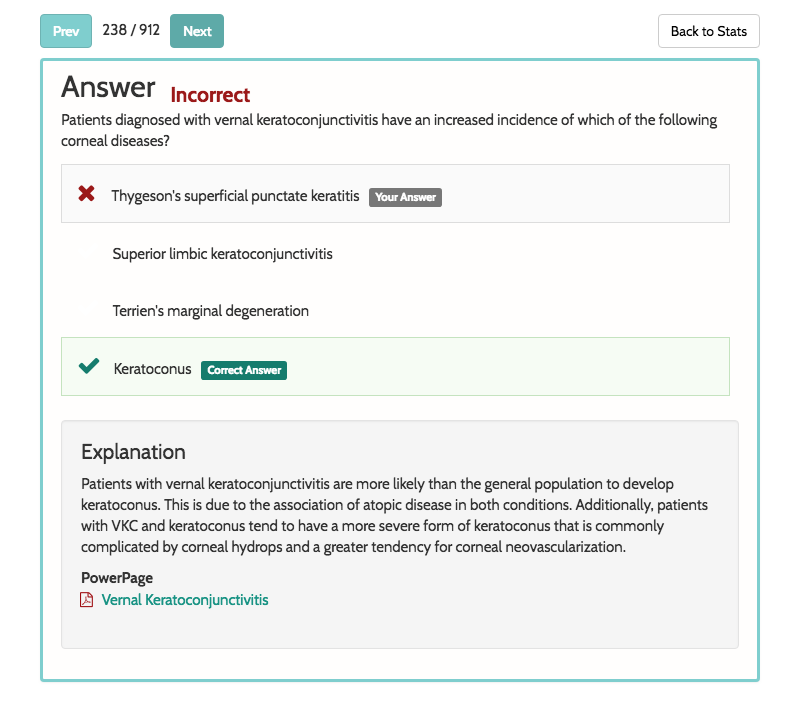 Prev 238 / 912 Next Back to Stats
Answer Incorrect
Patients diagnosed with vernal keratoconjunctivitis have an increased incidence of which of the following
corneal diseases?
Thygeson's superficial punctate keratitis Your Answer
Superior limbic keratoconjunctivitis
Terrien's marginal degeneration
Keratoconus Correct Answer
Explanation
Patients with vernal keratoconjunctivitis are more likely than the general population to develop
keratoconus. This is due to the association of atopic disease in both conditions. Additionally, patients
with VKC and keratoconus tend to have a more severe form of keratoconus that is commonly
complicated by corneal hydrops and a greater tendency for corneal neovascularization.
PowerPage
Vernal Keratoconjunctivitis